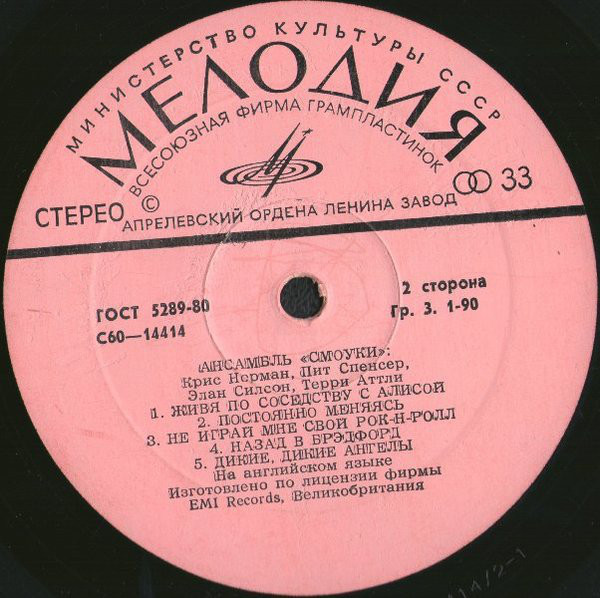 МИНИСТЕРСТВО КУЛЬТУРЫ СССР
МЕЛОДИЯ
ВСЕСОЮЗНАЯ ФИРМА ГРАМПЛАСТИНОК
СТЕРЕО © 33
АПРЕЛЕВСКИЙ ОРДЕНА ЛЕНИНА ЗАВОД
ГОСТ 5289-80
С60—14414
2 сторона
Гр. 3. 1-90
АНСАМБЛЬ «СМОУКИ»:
Крис Норман, Пит Спенсер,
Элан Силсон, Терри Аттли
1. ЖИВЯ ПО СОСЕДСТВУ С АЛИСОЙ
2. ПОСТОЯННО МЕНЯЯСЬ
3. НЕ ИГРАЙ МНЕ СВОЙ РОК-Н-РОЛЛ
4. НАЗАД В БРЭДФОРД
5. ДИКИЕ, ДИКИЕ АНГЕЛЫ
На английском языке
Изготовлено по лицензии фирмы
EMI Records, Великобритания